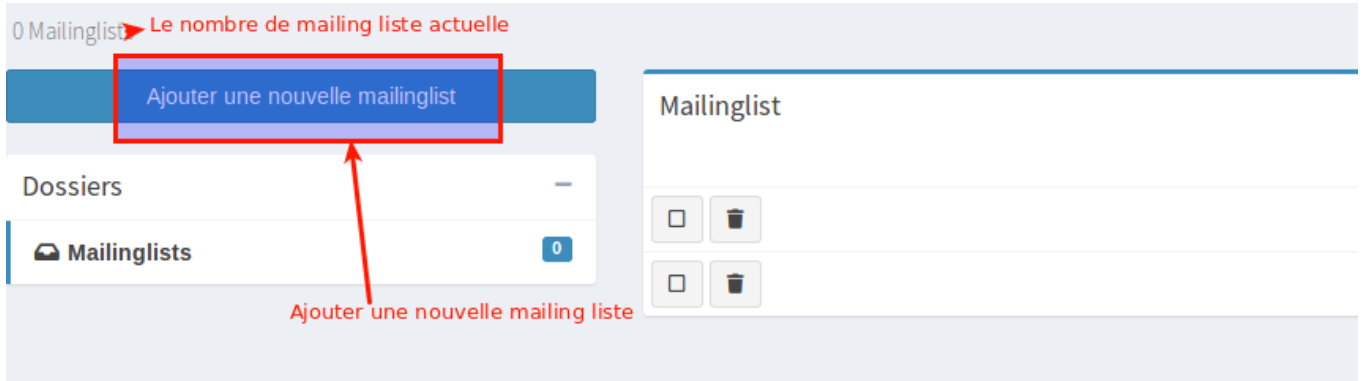 0 Mailinglists
Le nombre de mailing liste actuelle
Ajouter une nouvelle mailinglist
Mailinglist
Dossiers
Mailinglists
0
Ajouter une nouvelle mailing liste